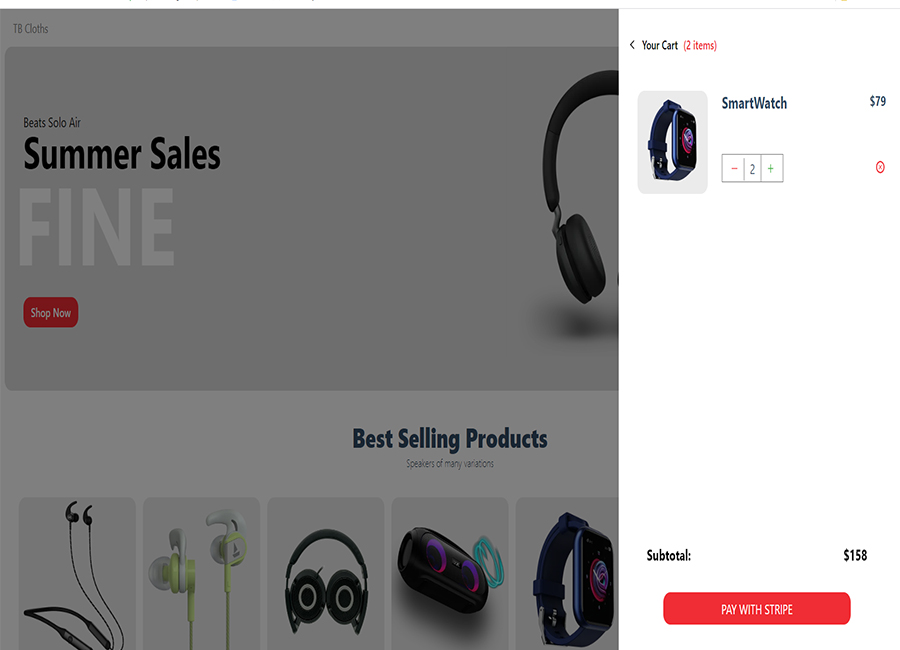 TB Cloths
Beats Solo Air
Summer Sales
FINE
Shop Now
Best Selling Products
Speakers of many variations
Your Cart (2 items)
SmartWatch $79
− 2 +
Subtotal: $158
PAY WITH STRIPE